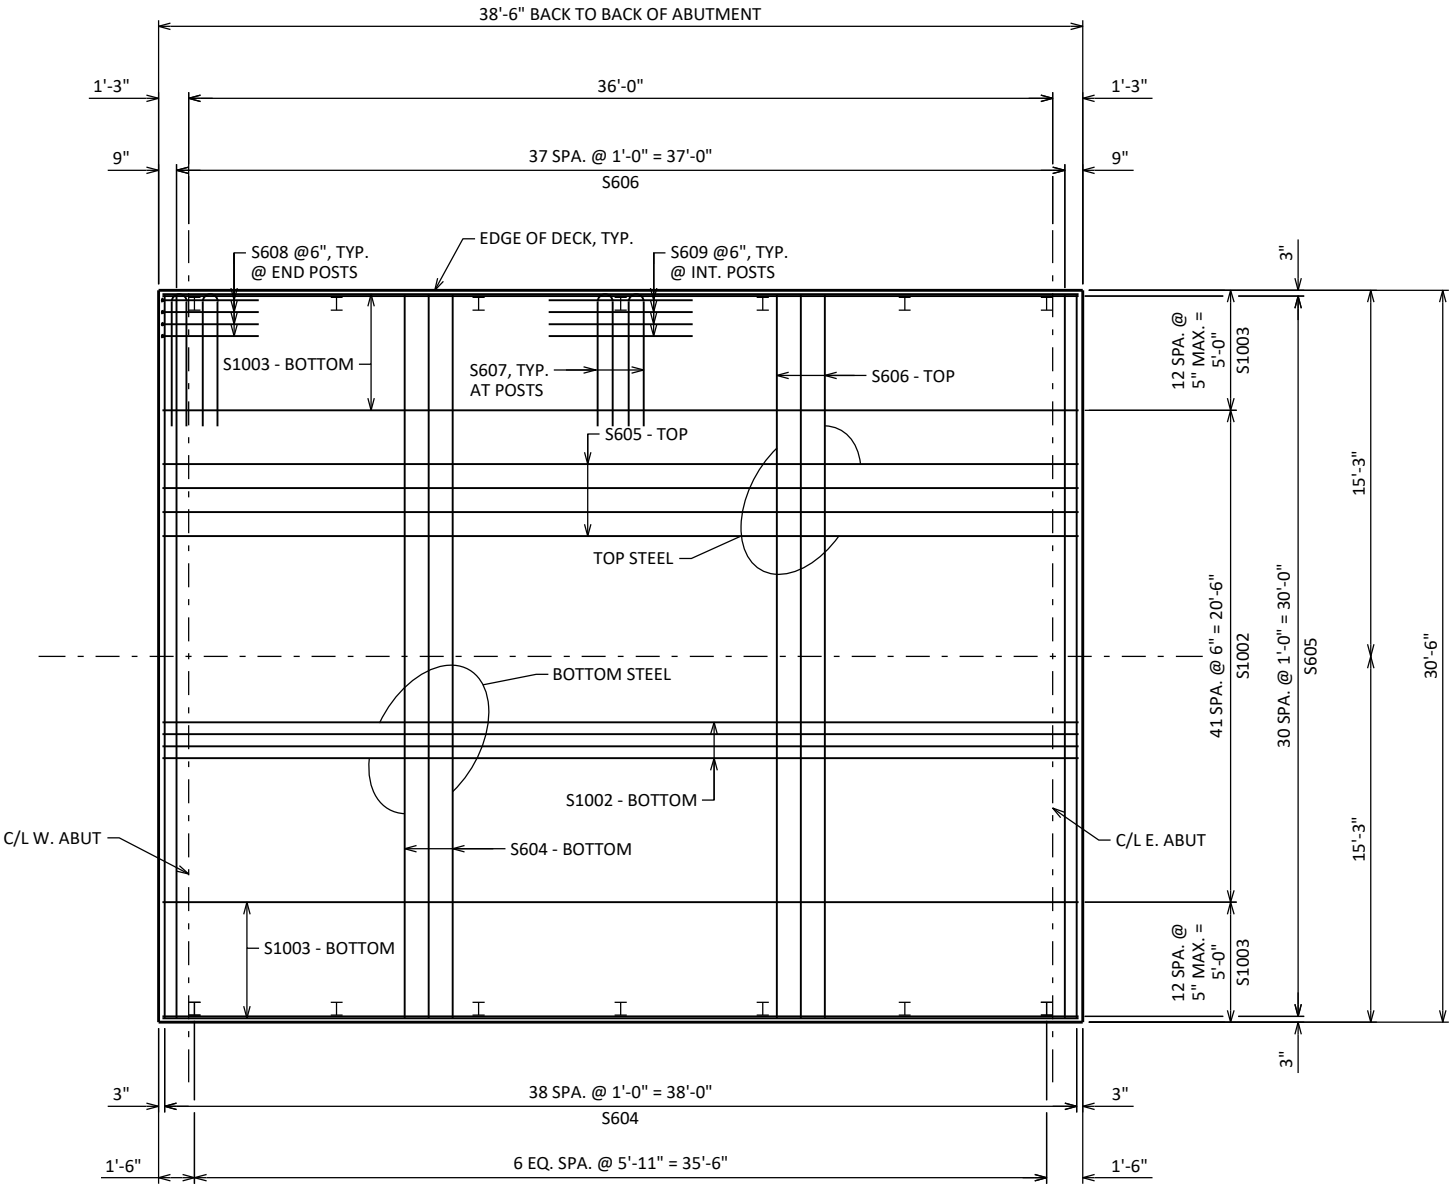 38'-6" BACK TO BACK OF ABUTMENT
1'-3"
36'-0"
1'-3"
9"
37 SPA. @ 1'-0" = 37'-0"
S606
9"
S608 @6", TYP.
@ END POSTS
EDGE OF DECK, TYP.
S609 @6", TYP.
@ INT. POSTS
3"
S1003 - BOTTOM
S607, TYP.
AT POSTS
S606 - TOP
12 SPA. @
5" MAX. =
5'-0"
S1003
S605 - TOP
15'-3"
TOP STEEL
BOTTOM STEEL
41 SPA. @ 6" = 20'-6"
S1002
30 SPA. @ 1'-0" = 30'-0"
S605
30'-6"
S1002 - BOTTOM
C/L W. ABUT
S604 - BOTTOM
C/L E. ABUT
15'-3"
S1003 - BOTTOM
12 SPA. @
5" MAX. =
5'-0"
S1003
3"
3"
38 SPA. @ 1'-0" = 38'-0"
S604
3"
1'-6"
6 EQ. SPA. @ 5'-11" = 35'-6"
1'-6"